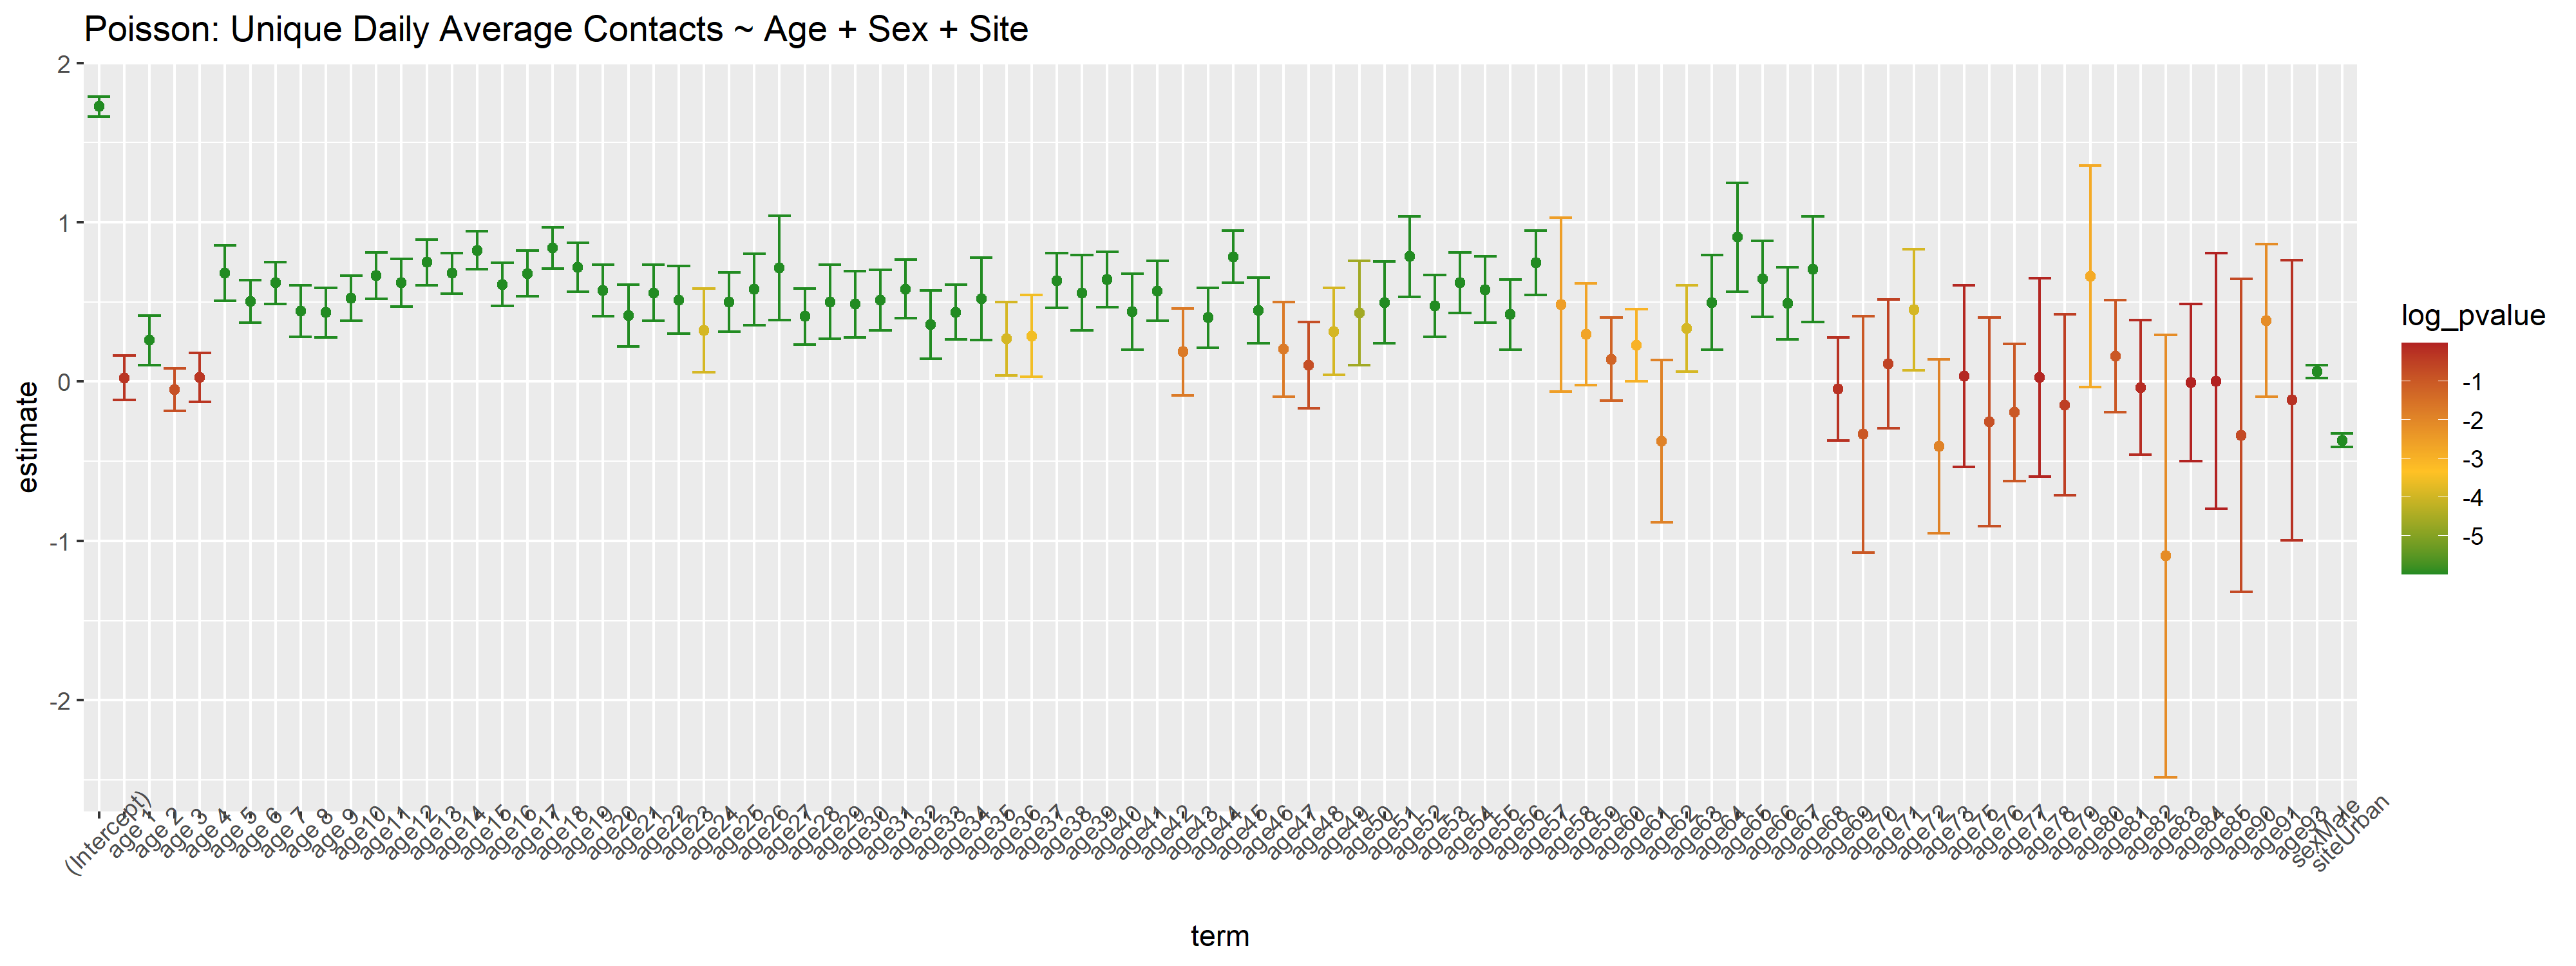 Poisson: Unique Daily Average Contacts ~ Age + Sex + Site
estimate
2
1
0
-1
-2
(Intercept)
age 1
age 2
age 3
age 4
age 5
age 6
age 7
age 8
age 9
age10
age11
age12
age13
age14
age15
age16
age17
age18
age19
age20
age21
age22
age23
age24
age25
age26
age27
age28
age29
age30
age31
age32
age33
age34
age35
age36
age37
age38
age39
age40
age41
age42
age43
age44
age45
age46
age47
age48
age49
age50
age51
age52
age53
age54
age55
age56
age57
age58
age59
age60
age61
age62
age63
age64
age65
age66
age67
age68
age69
age70
age71
age72
age73
age75
age76
age77
age78
age79
age80
age81
age82
age83
age84
age85
age90
age91
age93
sexMale
siteUrban
term
log_pvalue
-1
-2
-3
-4
-5